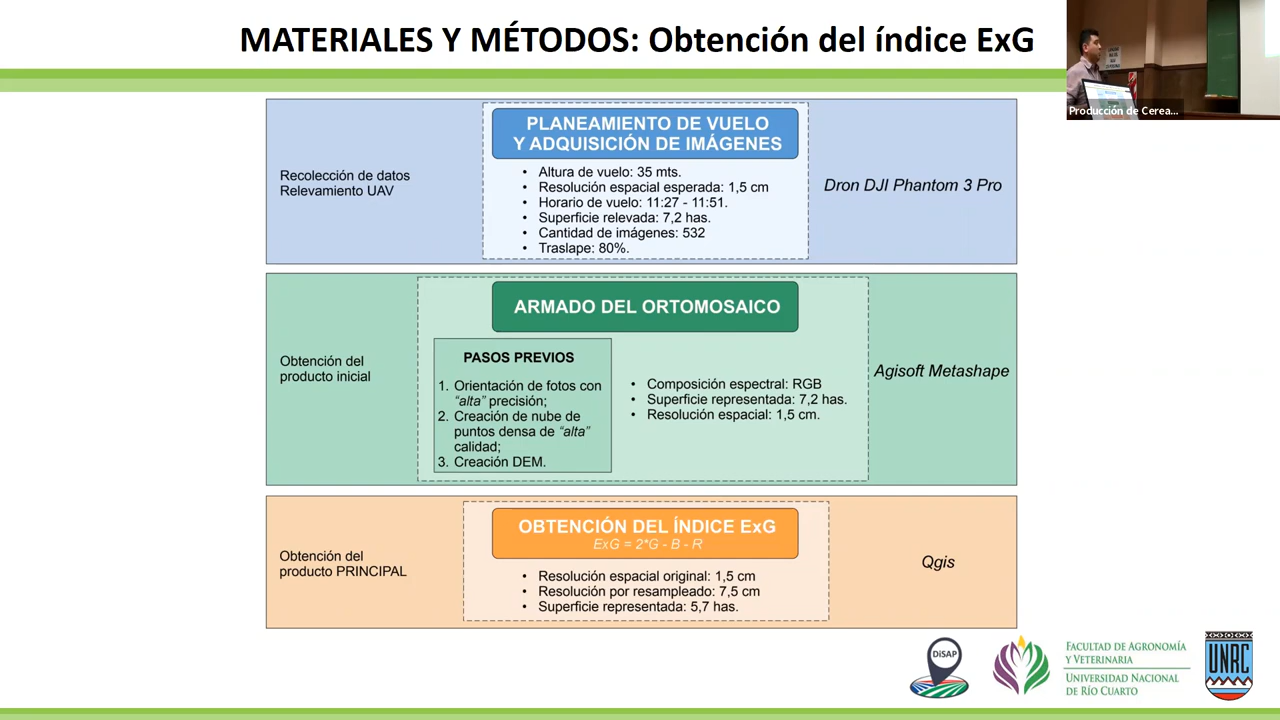 MATERIALES Y MÉTODOS: Obtención del índice ExG
Producción de Cerea...
Recolección de datos
Relevamiento UAV
PLANEAMIENTO DE VUELO
Y ADQUISICIÓN DE IMÁGENES
• Altura de vuelo: 35 mts.
• Resolución espacial esperada: 1,5 cm
• Horario de vuelo: 11:27 - 11:51.
• Superficie relevada: 7,2 has.
• Cantidad de imágenes: 532
• Traslape: 80%.
Dron DJI Phantom 3 Pro
Obtención del
producto inicial
ARMADO DEL ORTOMOSAICO
PASOS PREVIOS
1. Orientación de fotos con
“alta” precisión;
2. Creación de nube de
puntos densa de “alta”
calidad;
3. Creación DEM.
• Composición espectral: RGB
• Superficie representada: 7,2 has.
• Resolución espacial: 1,5 cm.
Agisoft Metashape
Obtención del
producto PRINCIPAL
OBTENCIÓN DEL ÍNDICE ExG
ExG = 2*G - B - R
• Resolución espacial original: 1,5 cm
• Resolución por resampleado: 7,5 cm
• Superficie representada: 5,7 has.
Qgis
DiSAP
FACULTAD DE AGRONOMÍA
Y VETERINARIA
UNIVERSIDAD NACIONAL
DE RÍO CUARTO
UNRC